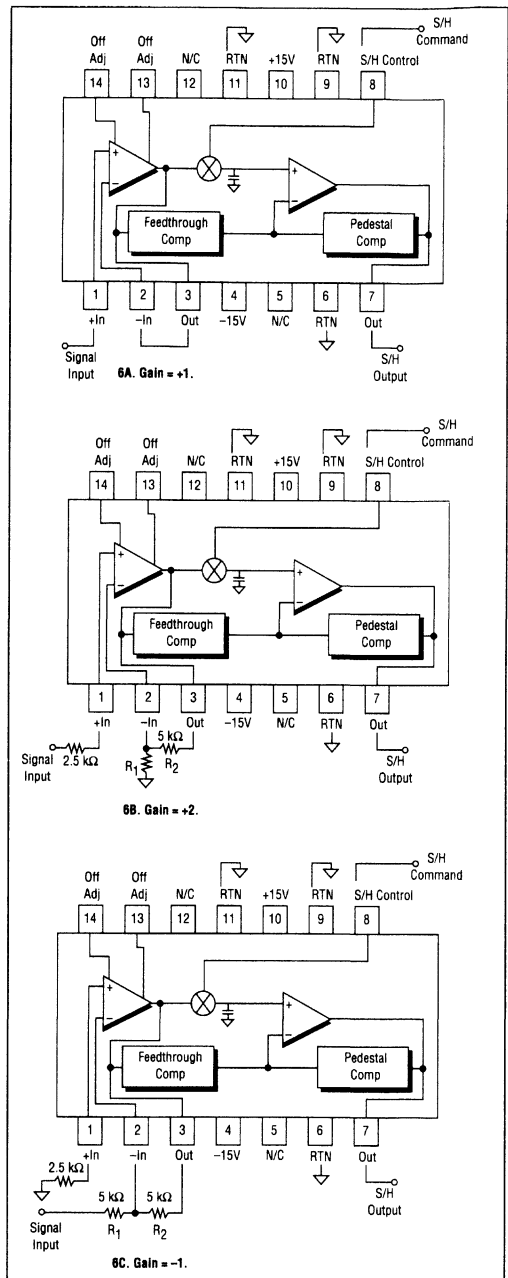 S/H
Command
Off Off
Adj Adj N/C RTN +15V RTN S/H Control
14 13 12 11 10 9 8
+ +
− −
Feedthrough
Comp
Pedestal
Comp
1 2 3 4 5 6 7
+In −In Out −15V N/C RTN Out
Signal
Input
S/H
Output
6A. Gain = +1.
S/H
Command
Off Off
Adj Adj N/C RTN +15V RTN S/H Control
14 13 12 11 10 9 8
+ +
− −
Feedthrough
Comp
Pedestal
Comp
1 2 3 4 5 6 7
+In −In Out −15V N/C RTN Out
5 kΩ
Signal
Input
2.5 kΩ
R1 R2
S/H
Output
6B. Gain = +2.
S/H
Command
Off Off
Adj Adj N/C RTN +15V RTN S/H Control
14 13 12 11 10 9 8
+ +
− −
Feedthrough
Comp
Pedestal
Comp
1 2 3 4 5 6 7
+In −In Out −15V N/C RTN Out
2.5 kΩ
5 kΩ 5 kΩ
Signal
Input
R1 R2
S/H
Output
6C. Gain = −1.